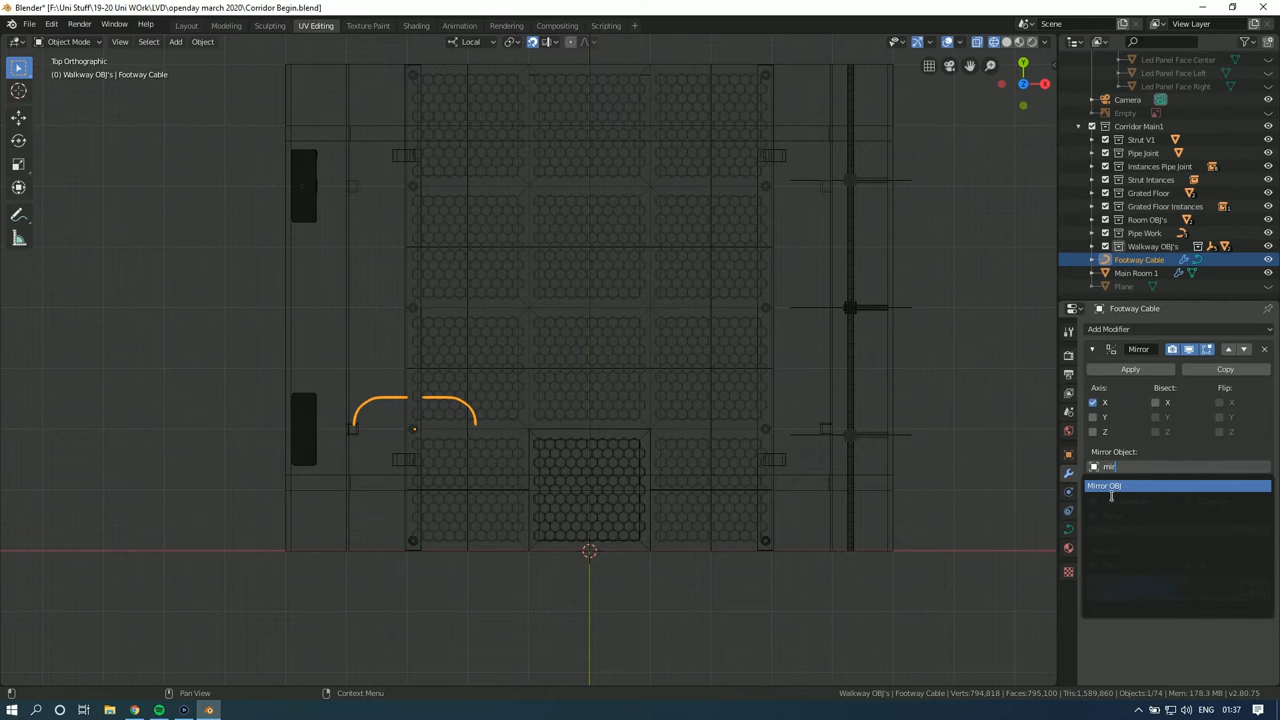 Blender* [F:\Uni Stuff\19-20 Uni WOrk\LVD\openday march 2020\Corridor Begin.blend]
File Edit Render Window Help Layout Modeling Sculpting UV Editing Texture Paint Shading Animation Rendering Compositing Scripting + Scene View Layer
Object Mode View Select Add Object Local
Top Orthographic
(0) Walkway OBJ's | Footway Cable
Y
Z X
Led Panel Face Center
Led Panel Face Left
Led Panel Face Right
Camera
Empty
Corridor Main1
Strut V1
Pipe Joint
Instances Pipe Joint
Strut Intances
Grated Floor
Grated Floor Instances
Room OBJ's
Pipe Work
Walkway OBJ's
Footway Cable
Main Room 1
Plane
Footway Cable
Add Modifier
Mirror
Apply Copy
Axis: Bisect: Flip:
X X X
Y Y Y
Z Z Z
Mirror Object:
mir
Mirror OBJ
Pan View Context Menu Walkway OBJ's | Footway Cable | Verts:794,818 | Faces:795,100 | Tris:1,589,860 | Objects:1/74 | Mem: 178.3 MB | v2.80.75
ENG 01:37